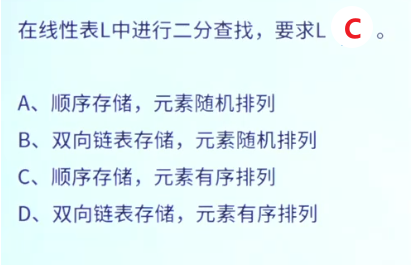 在线性表L中进行二分查找，要求L C 。
A、顺序存储，元素随机排列
B、双向链表存储，元素随机排列
C、顺序存储，元素有序排列
D、双向链表存储，元素有序排列